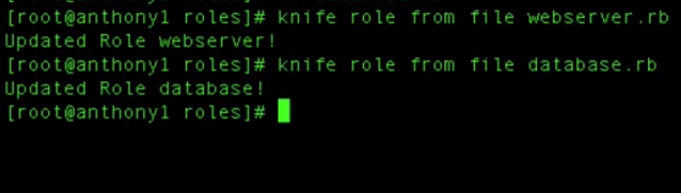 [root@anthony1 roles]# knife role from file webserver.rb
Updated Role webserver!
[root@anthony1 roles]# knife role from file database.rb
Updated Role database!
[root@anthony1 roles]#